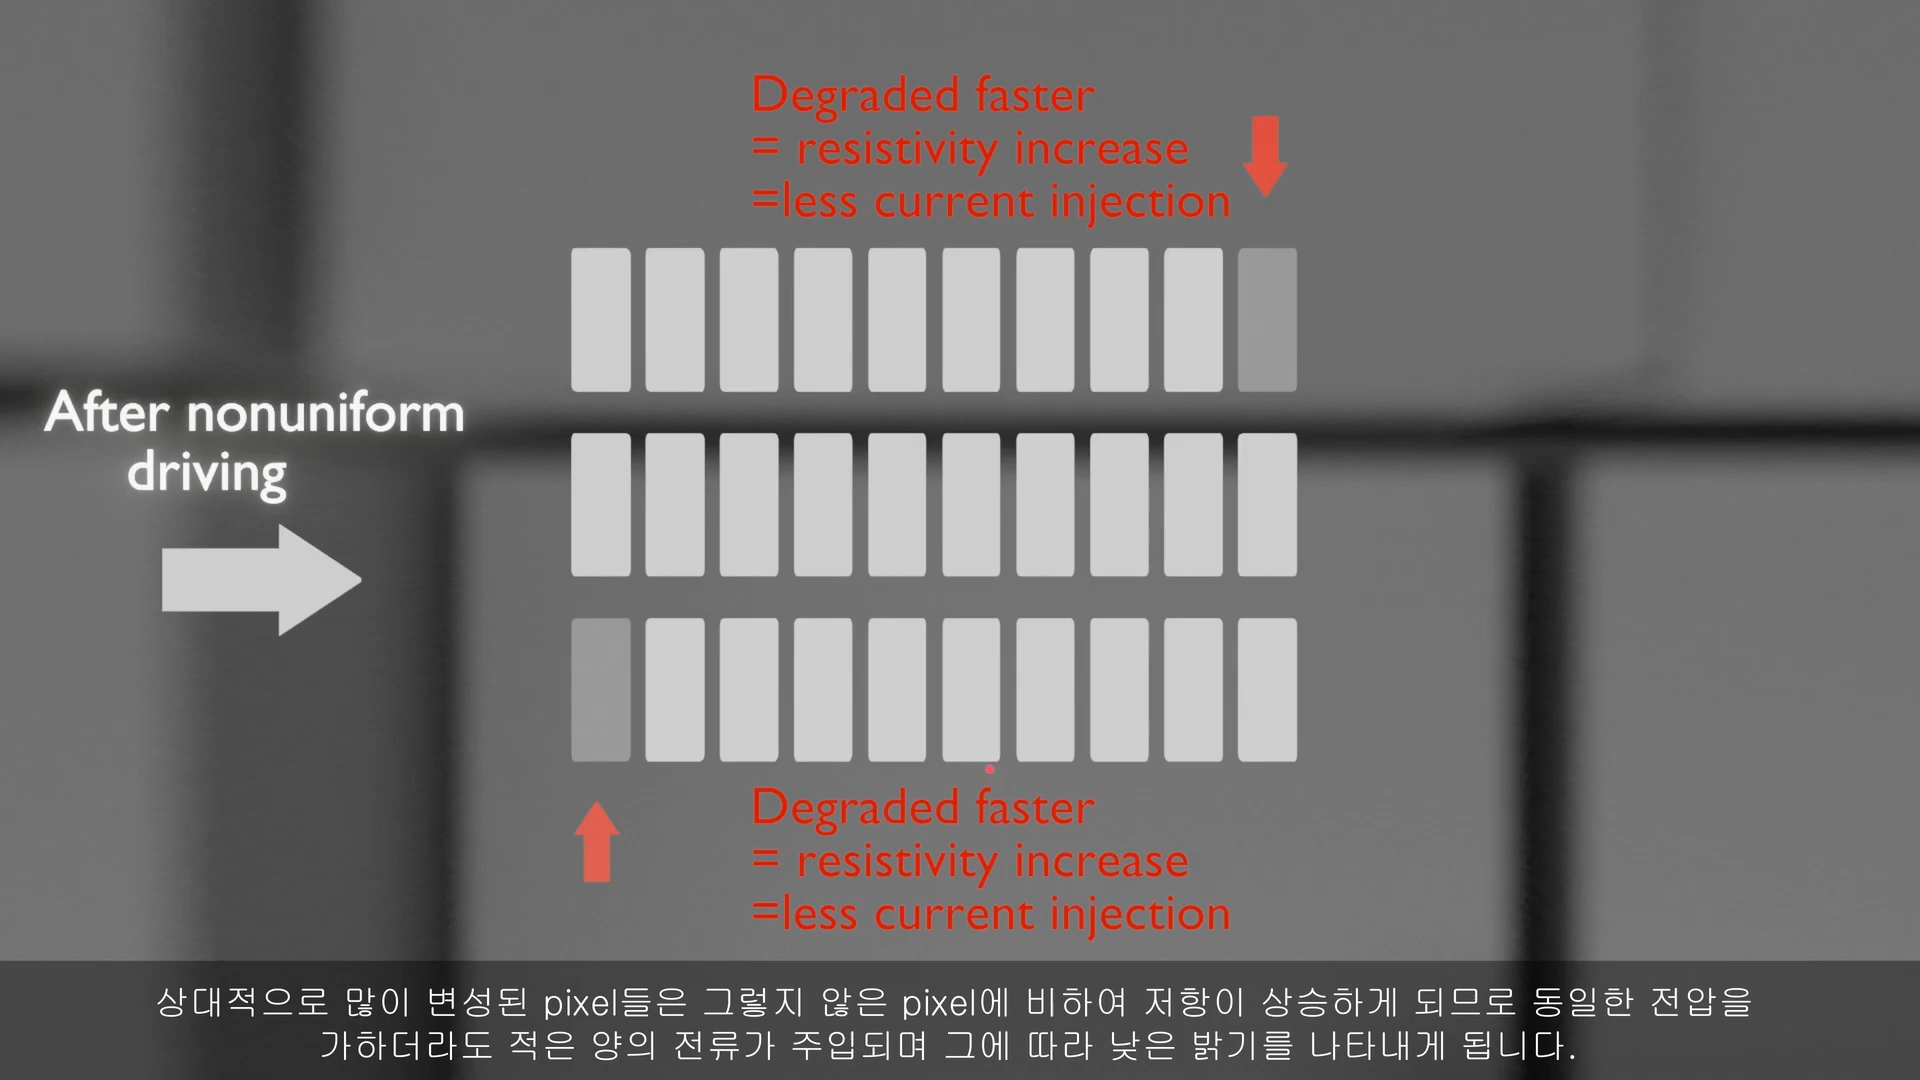 Degraded faster
= resistivity increase
=less current injection
After nonuniform
driving
Degraded faster
= resistivity increase
=less current injection
상대적으로 많이 변성된 pixel들은 그렇지 않은 pixel에 비하여 저항이 상승하게 되므로 동일한 전압을
가하더라도 적은 양의 전류가 주입되며 그에 따라 낮은 밝기를 나타내게 됩니다.